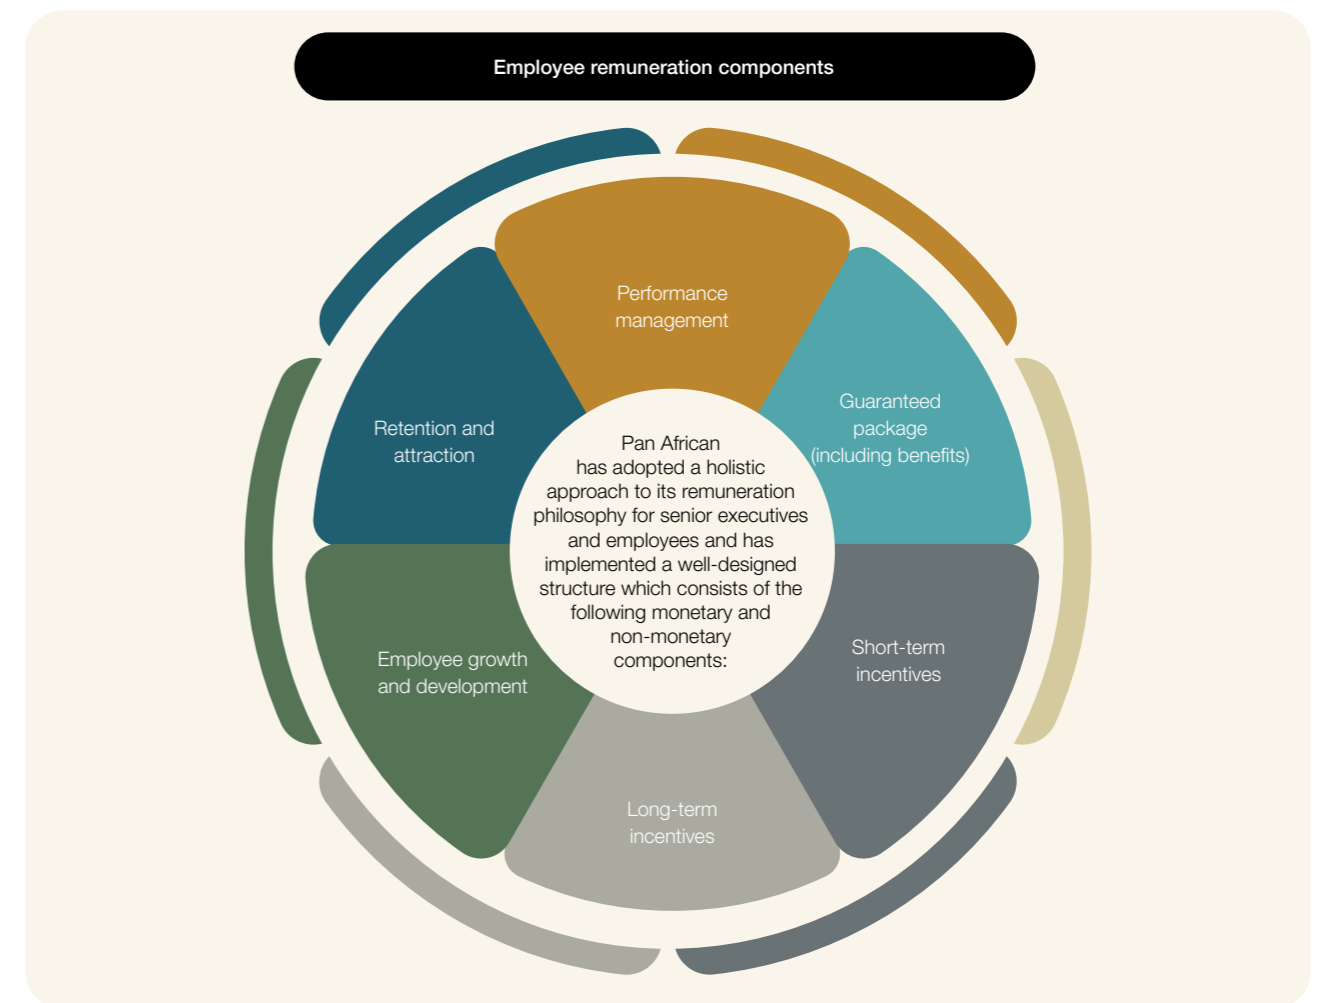 Employee remuneration components
Performance
management
Guaranteed
package
(including benefits)
Retention and
attraction
Pan African
has adopted a holistic
approach to its remuneration
philosophy for senior executives
and employees and has
implemented a well-designed
structure which consists of the
following monetary and
non-monetary
components:
Short-term
incentives
Employee growth
and development
Long-term
incentives